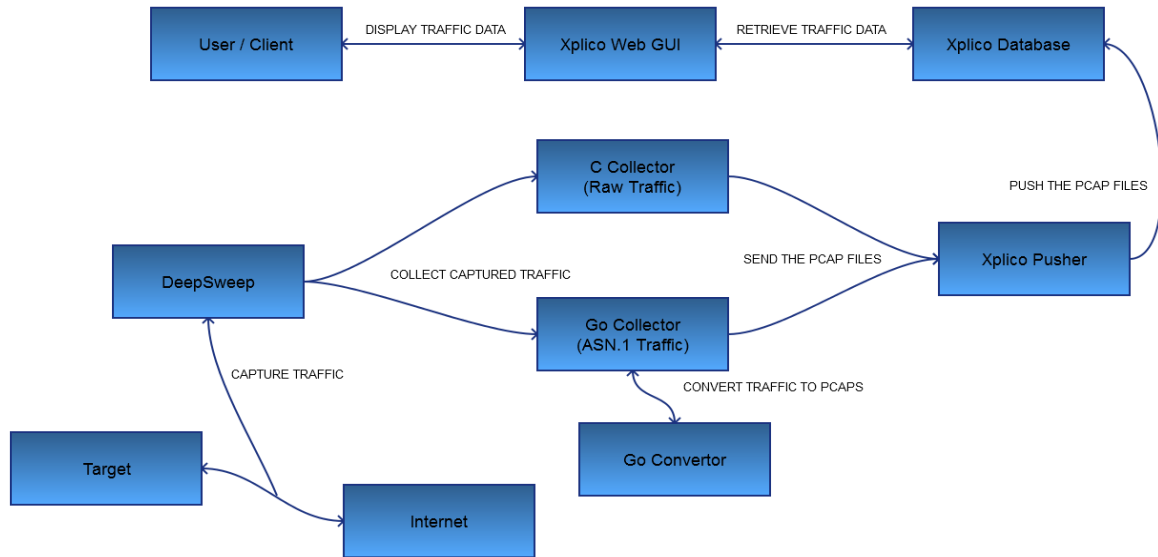 User / Client
DISPLAY TRAFFIC DATA
Xplico Web GUI
RETRIEVE TRAFFIC DATA
Xplico Database
C Collector
(Raw Traffic)
PUSH THE PCAP FILES
DeepSweep
COLLECT CAPTURED TRAFFIC
SEND THE PCAP FILES
Xplico Pusher
Go Collector
(ASN.1 Traffic)
CAPTURE TRAFFIC
CONVERT TRAFFIC TO PCAPS
Target
Go Convertor
Internet